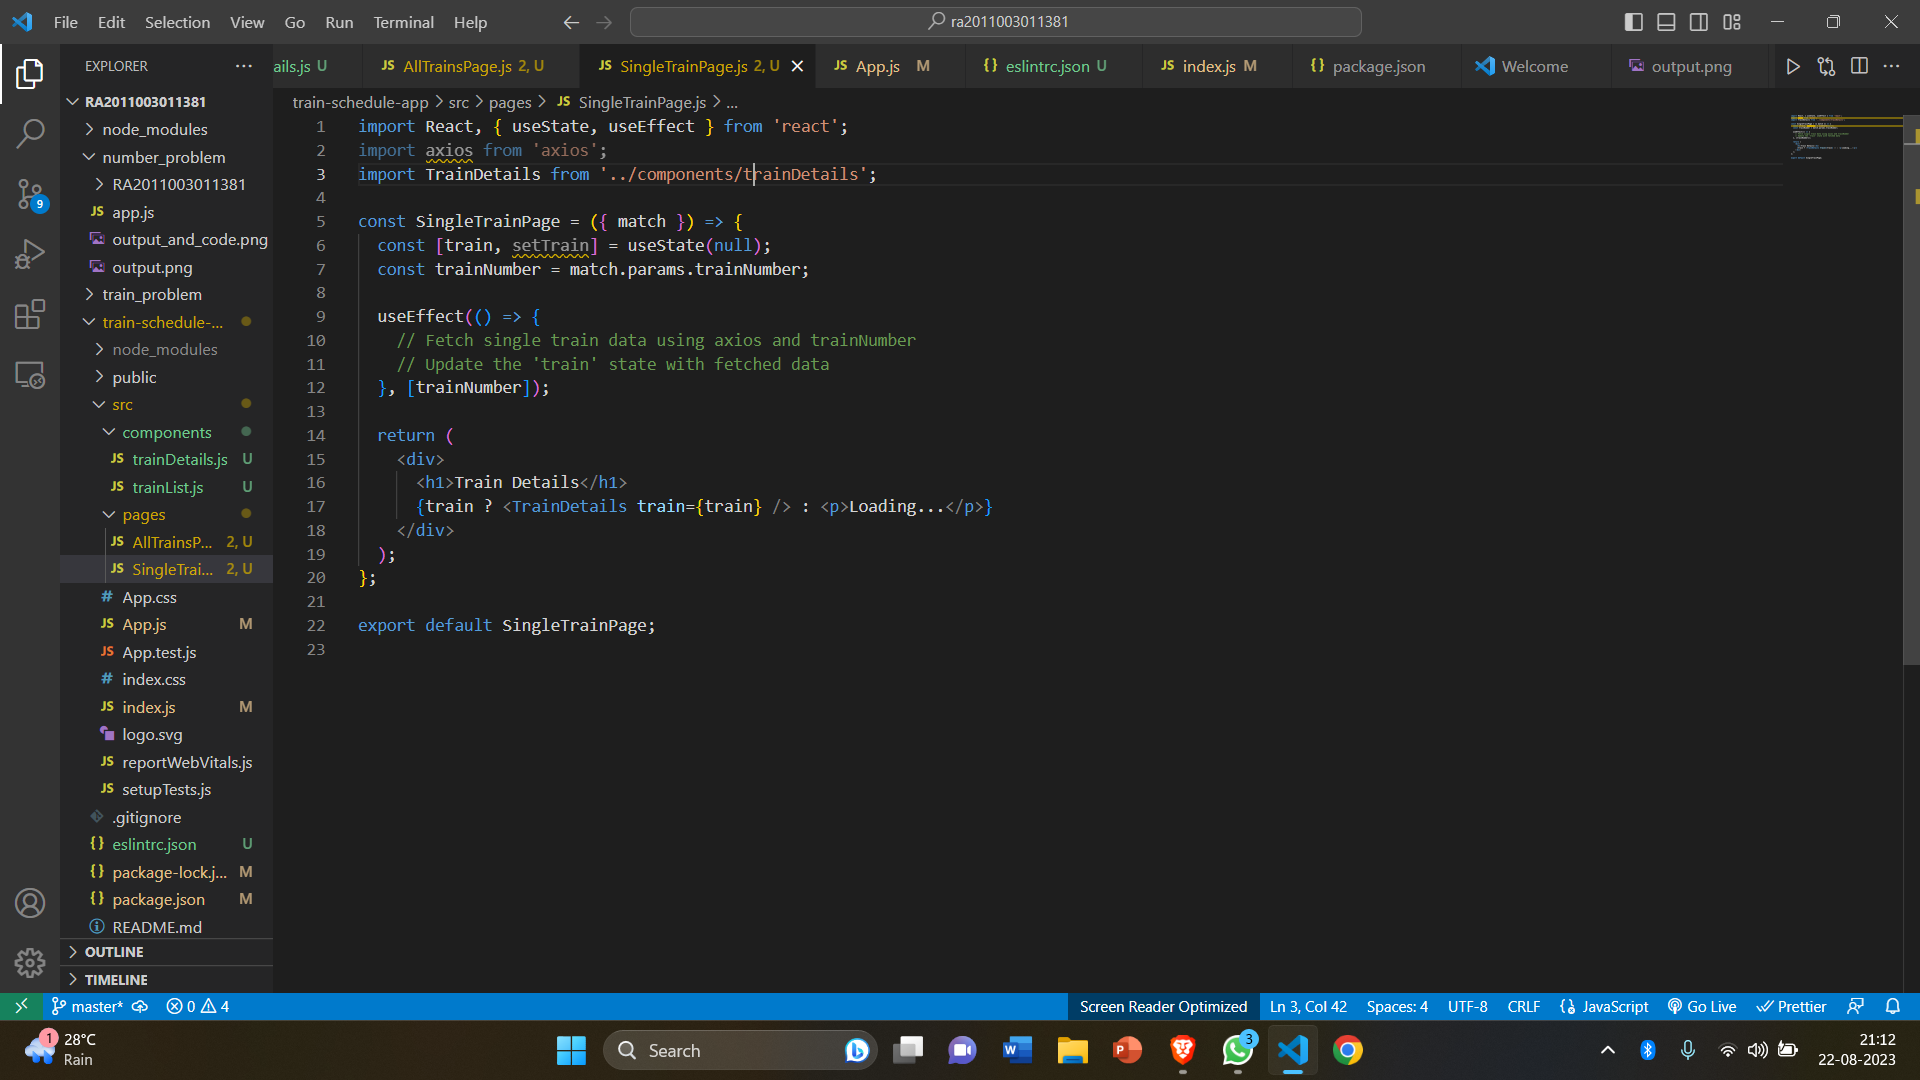 File Edit Selection View Go Run Terminal Help
ra2011003011381
EXPLORER
ails.js U
JS AllTrainsPage.js 2, U
JS SingleTrainPage.js 2, U
JS App.js M
{} eslintrc.json U
JS index.js M
{} package.json
Welcome
output.png
RA2011003011381
node_modules
number_problem
RA2011003011381
JS app.js
output_and_code.png
output.png
train_problem
train-schedule-...
node_modules
public
src
components
JS trainDetails.js U
JS trainList.js U
pages
JS AllTrainsP... 2, U
JS SingleTrai... 2, U
# App.css
JS App.js M
JS App.test.js
# index.css
JS index.js M
logo.svg
JS reportWebVitals.js
JS setupTests.js
.gitignore
{} eslintrc.json U
{} package-lock.j... M
{} package.json M
README.md
OUTLINE
TIMELINE
9
train-schedule-app > src > pages > JS SingleTrainPage.js > ...
1 import React, { useState, useEffect } from 'react';
2 import axios from 'axios';
3 import TrainDetails from '../components/trainDetails';
4
5 const SingleTrainPage = ({ match }) => {
6 const [train, setTrain] = useState(null);
7 const trainNumber = match.params.trainNumber;
8
9 useEffect(() => {
10 // Fetch single train data using axios and trainNumber
11 // Update the 'train' state with fetched data
12 }, [trainNumber]);
13
14 return (
15 <div>
16 <h1>Train Details</h1>
17 {train ? <TrainDetails train={train} /> : <p>Loading...</p>}
18 </div>
19 );
20 };
21
22 export default SingleTrainPage;
23
master* 0 4
Screen Reader Optimized
Ln 3, Col 42
Spaces: 4
UTF-8
CRLF
{} JavaScript
Go Live
Prettier
1
28°C
Rain
Search
W
P
3
21:12
22-08-2023